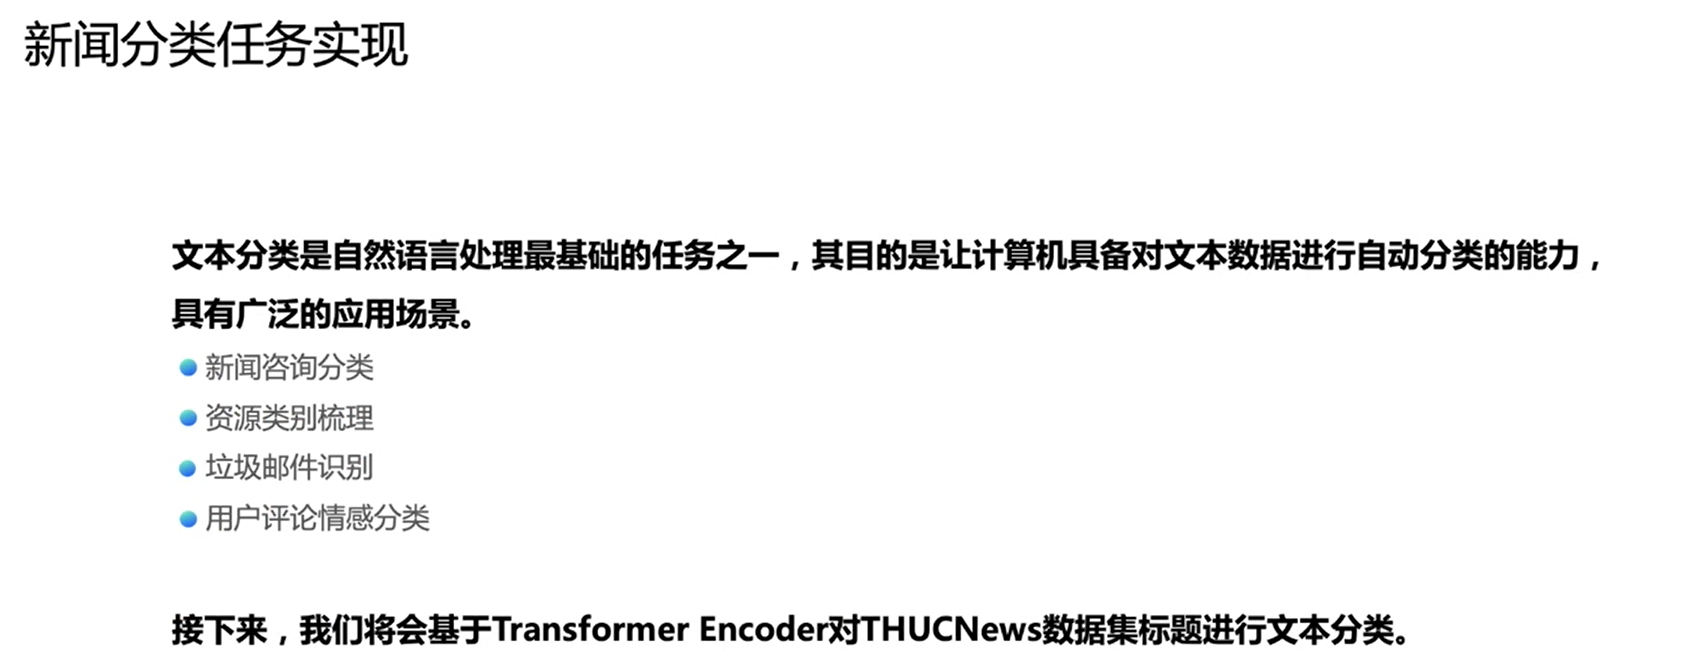 新闻分类任务实现
文本分类是自然语言处理最基础的任务之一，其目的是让计算机具备对文本数据进行自动分类的能力，
具有广泛的应用场景。
新闻咨询分类
资源类别梳理
垃圾邮件识别
用户评论情感分类
接下来，我们将会基于Transformer Encoder对THUCNews数据集标题进行文本分类。